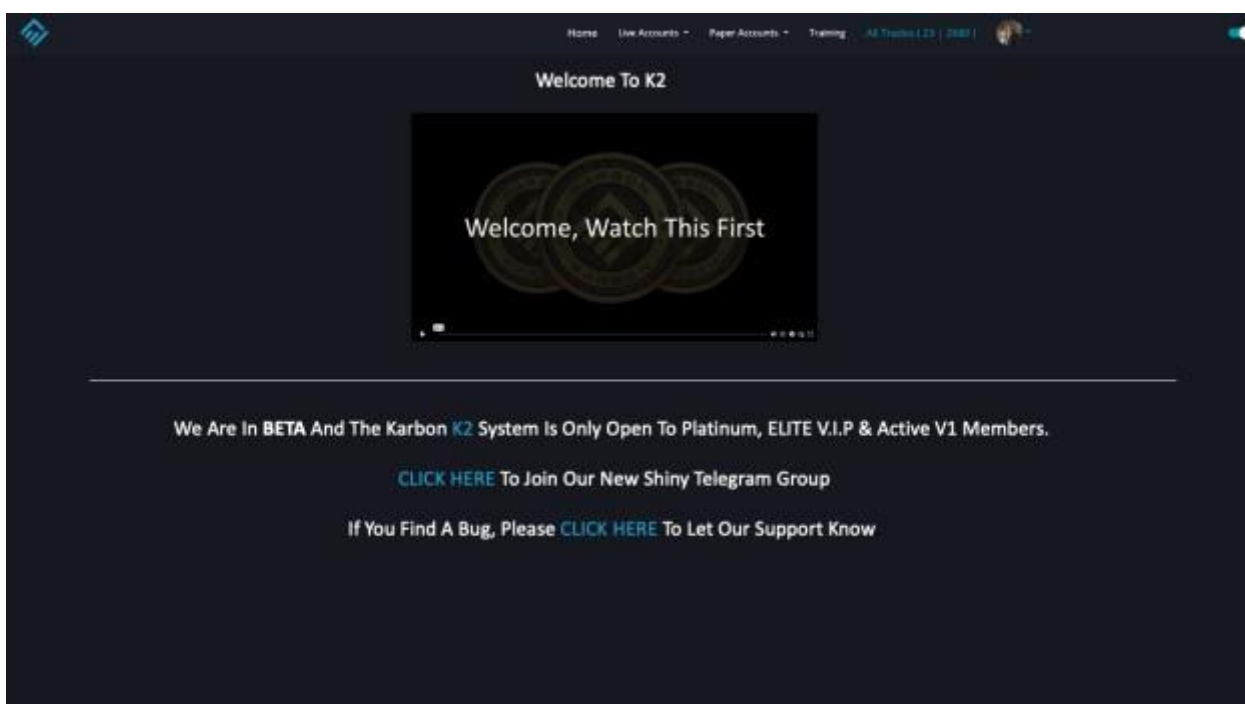 Home Live Accounts Paper Accounts Training
Welcome To K2
Welcome, Watch This First
We Are In BETA And The Karbon K2 System Is Only Open To Platinum, ELITE V.I.P & Active V1 Members.
CLICK HERE To Join Our New Shiny Telegram Group
If You Find A Bug, Please CLICK HERE To Let Our Support Know